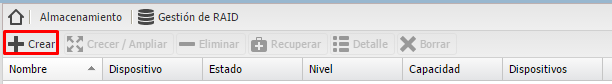 Almacenamiento Gestión de RAID
Crear Crecer / Ampliar Eliminar Recuperar Detalle Borrar
Nombre Dispositivo Estado Nivel Capacidad Dispositivos